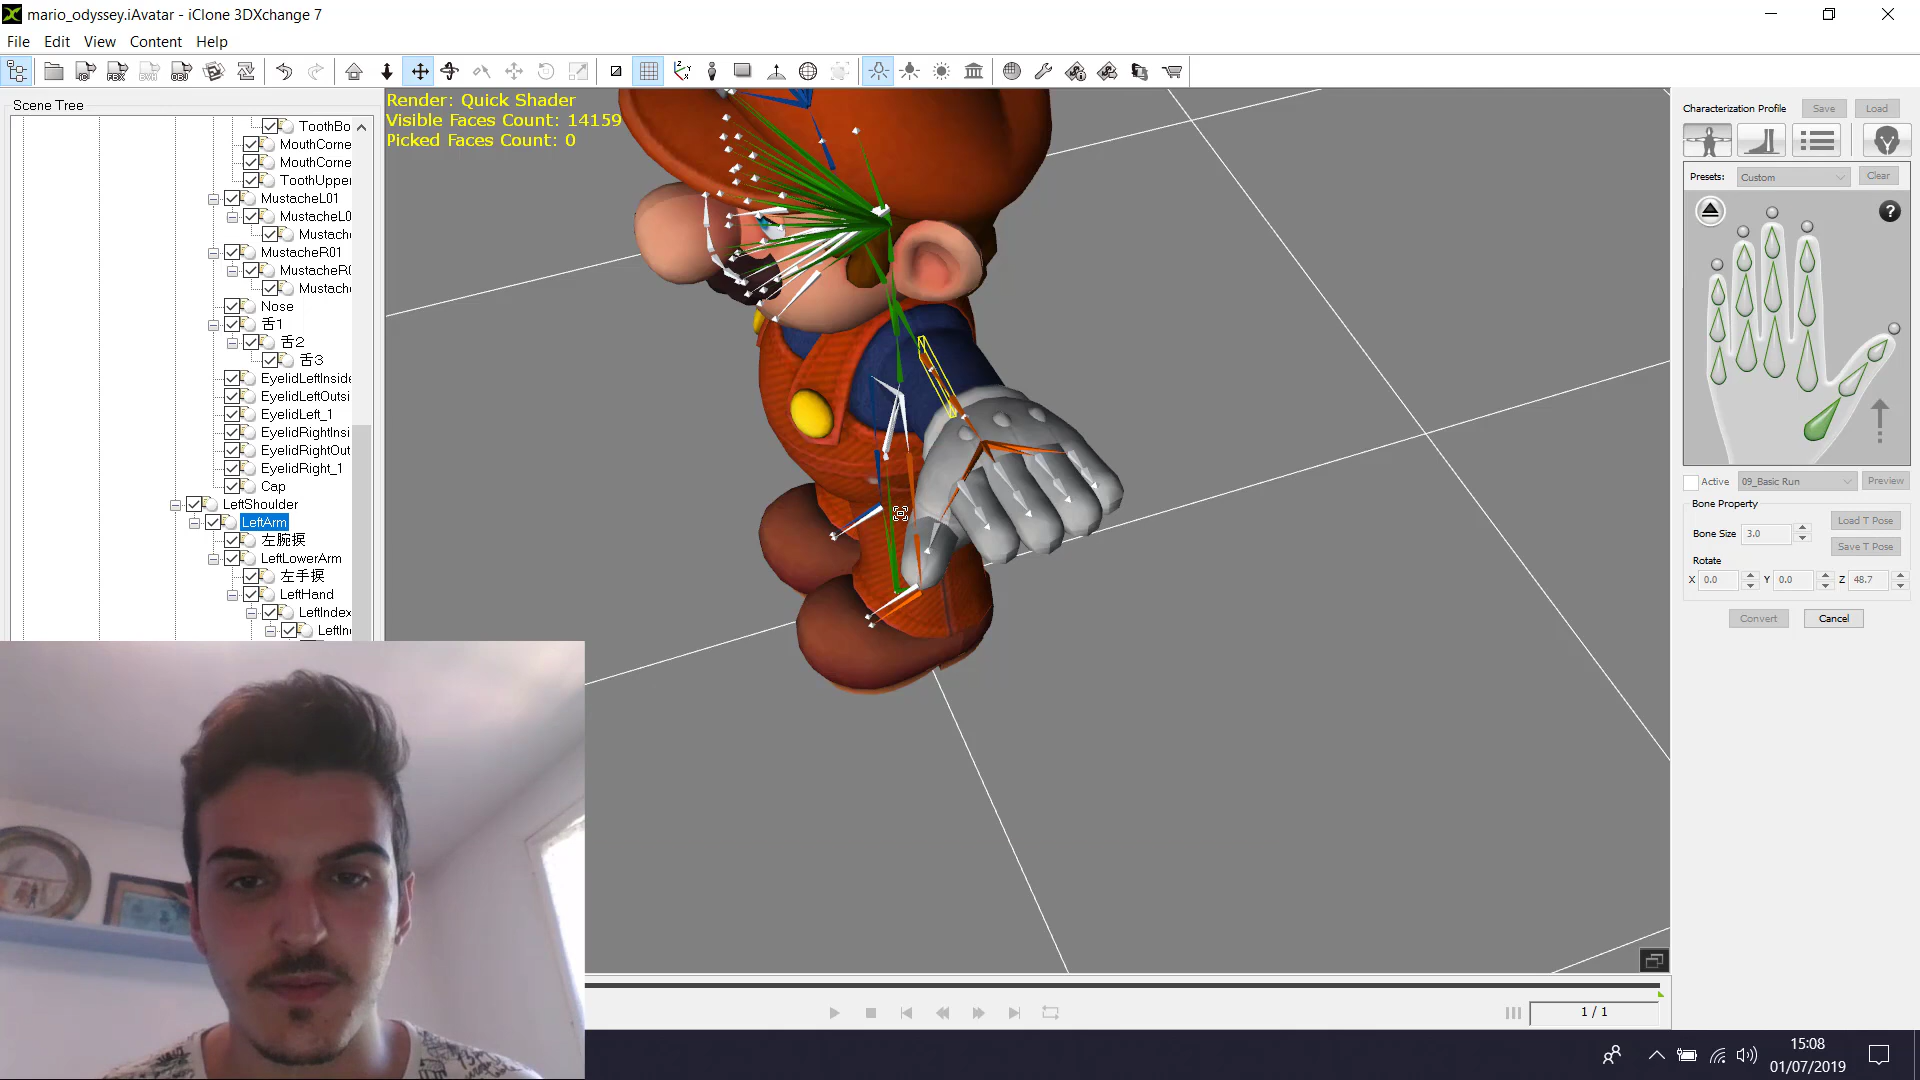 mario_odyssey.iAvatar - iClone 3DXchange 7
File Edit View Content Help
Scene Tree
ToothBo
MouthCorne
MouthCorne
ToothUpper
MustacheL01
MustacheL0
Mustach
MustacheR01
MustacheR0
Mustach
Nose
舌1
舌2
舌3
EyelidLeftInside
EyelidLeftOutsi
EyelidLeft_1
EyelidRightInsi
EyelidRightOut
EyelidRight_1
Cap
LeftShoulder
LeftArm
左腕捩
LeftLowerArm
左手捩
LeftHand
LeftIndex
LeftIn
Render: Quick Shader
Visible Faces Count: 14159
Picked Faces Count: 0
Characterization Profile Save Load
Presets: Custom Clear
?
Active 09_Basic Run Preview
Bone Property
Load T Pose
Bone Size 3.0
Save T Pose
Rotate
X 0.0 Y 0.0 Z 48.7
Convert Cancel
1 / 1
15:08
01/07/2019